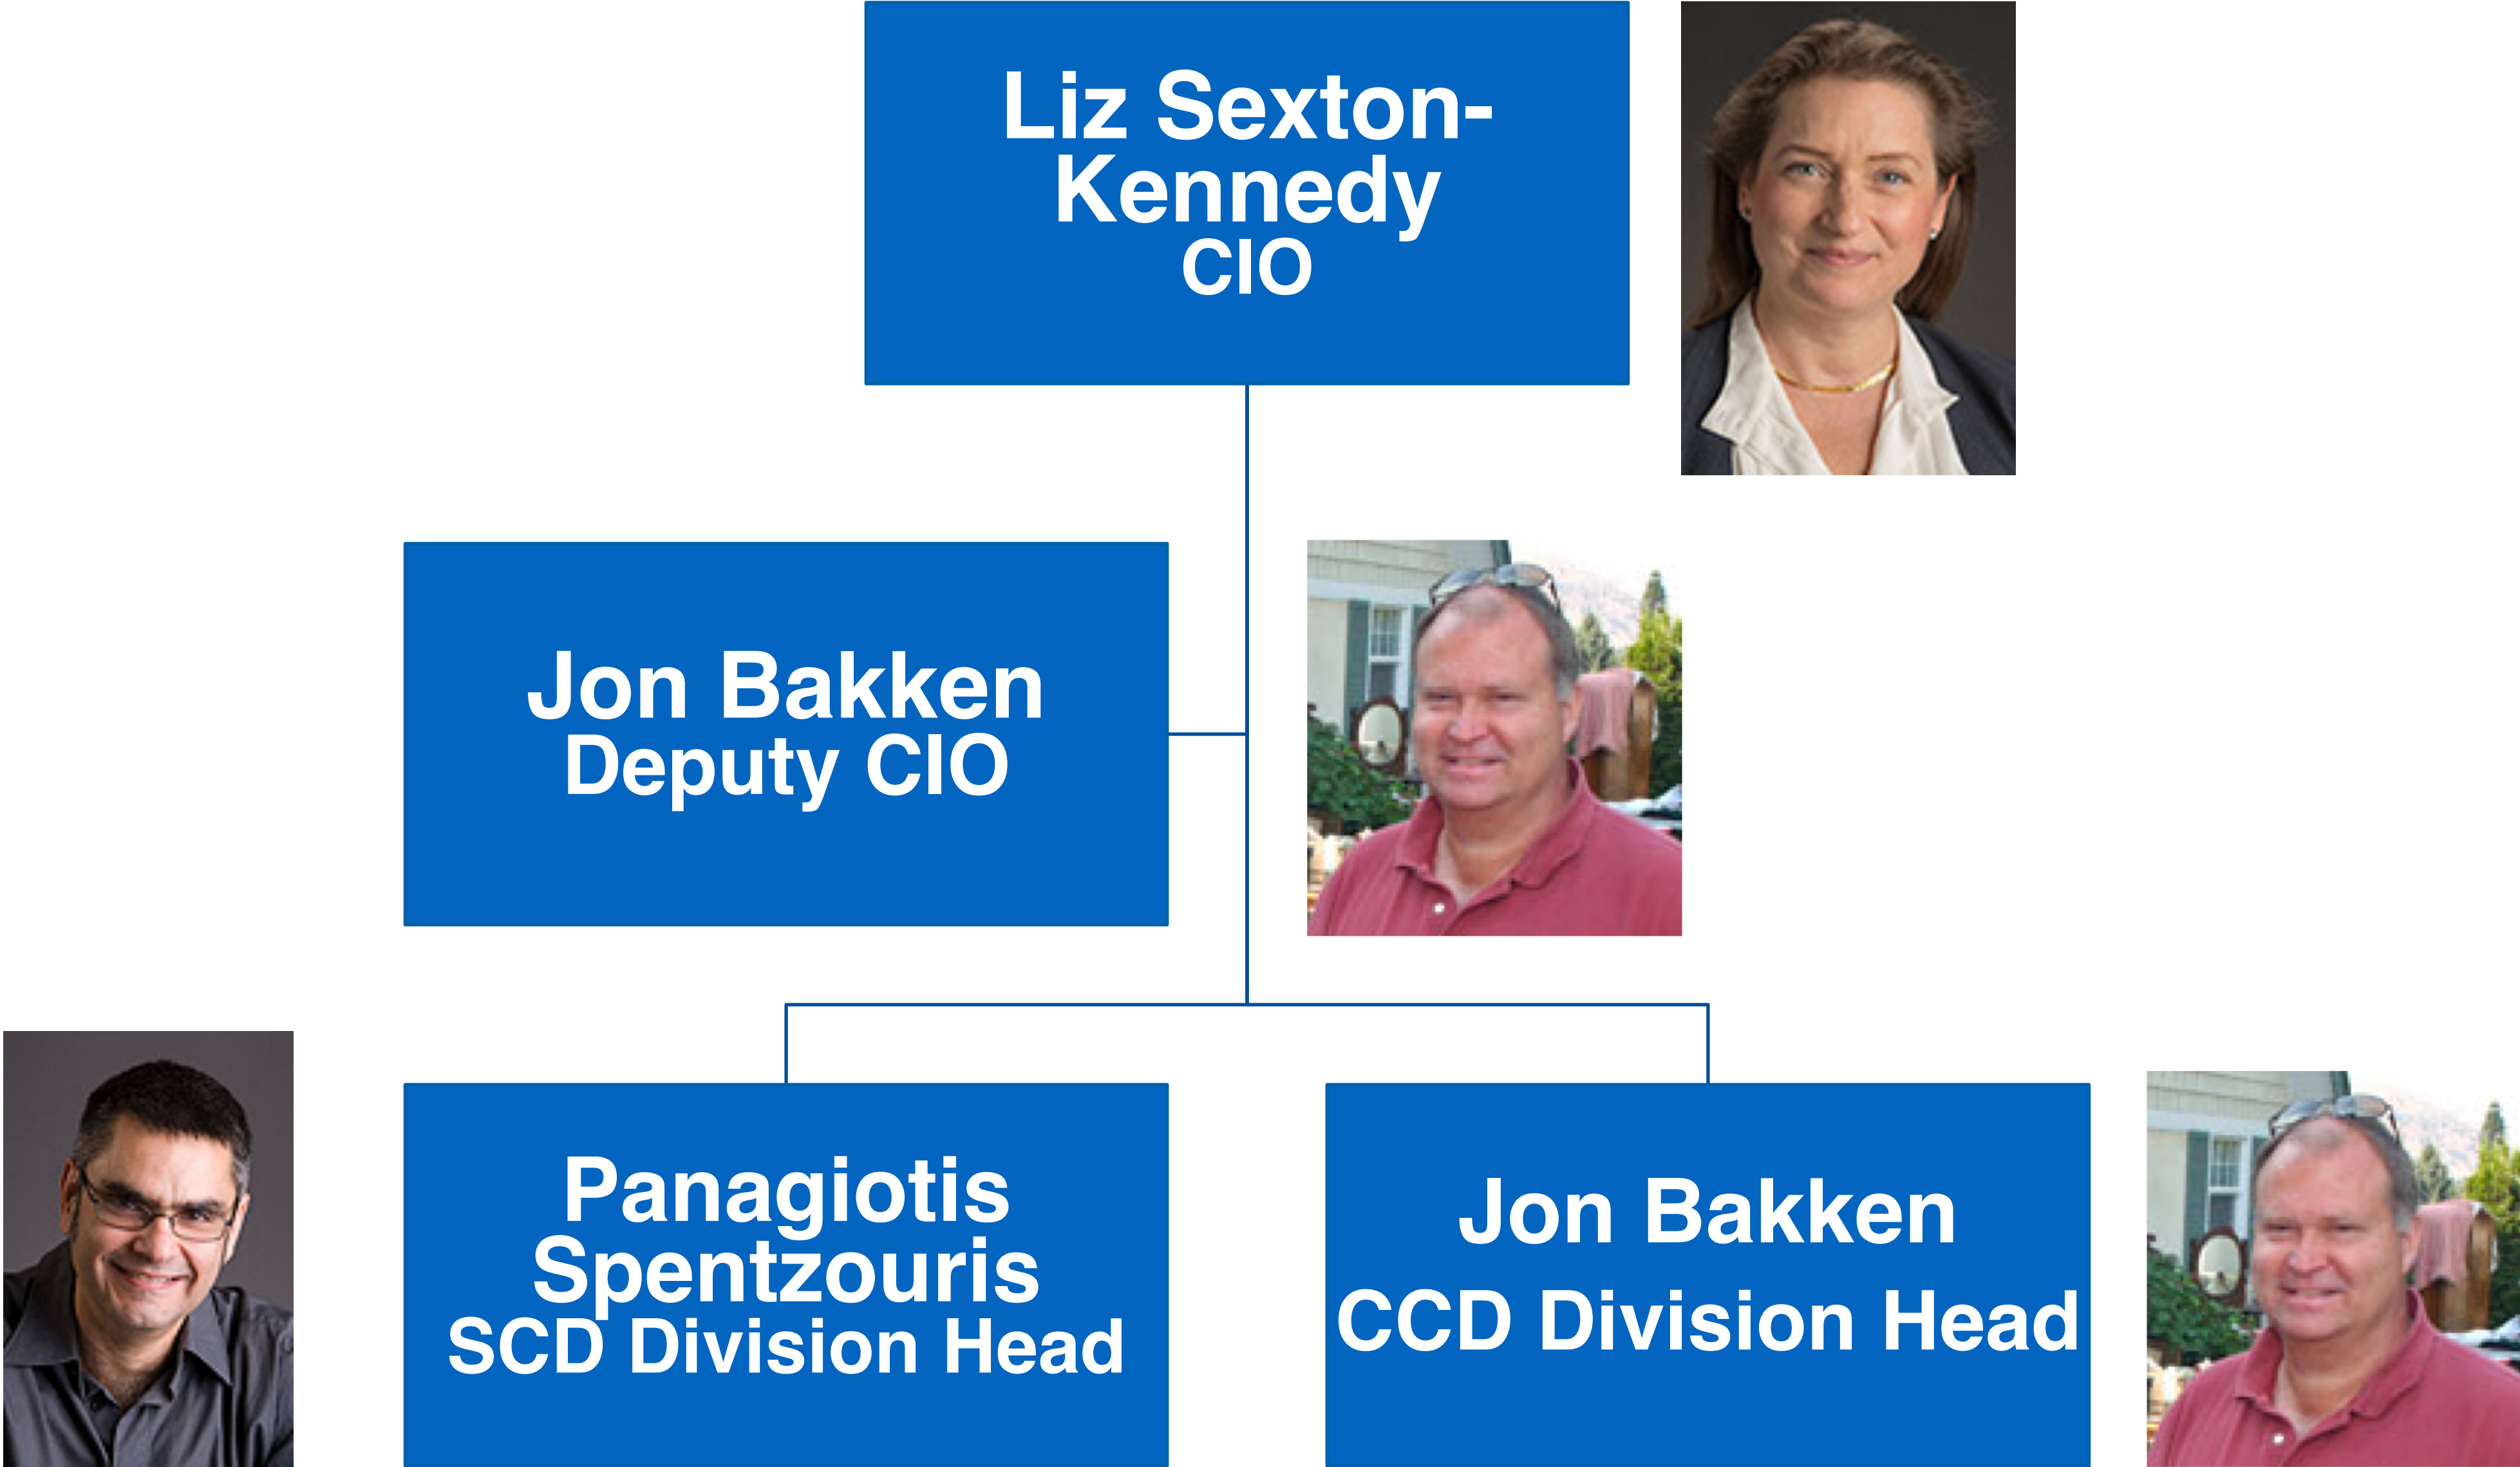 Liz Sexton-
Kennedy
CIO
Jon Bakken
Deputy CIO
Panagiotis
Spentzouris
SCD Division Head
Jon Bakken
CCD Division Head